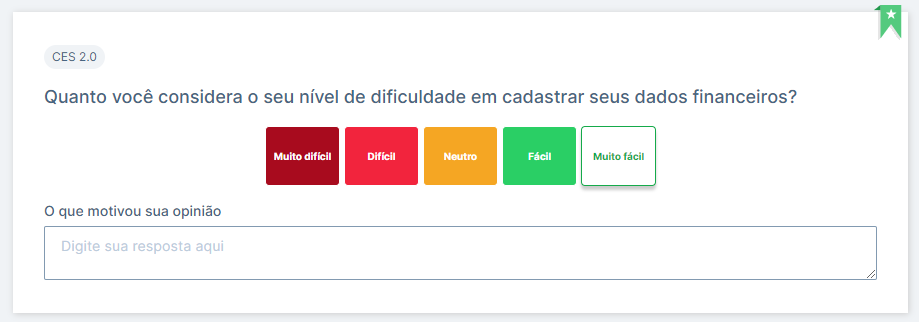 CES 2.0
Quanto você considera o seu nível de dificuldade em cadastrar seus dados financeiros?
Muito difícil Difícil Neutro Fácil Muito fácil
O que motivou sua opinião
Digite sua resposta aqui